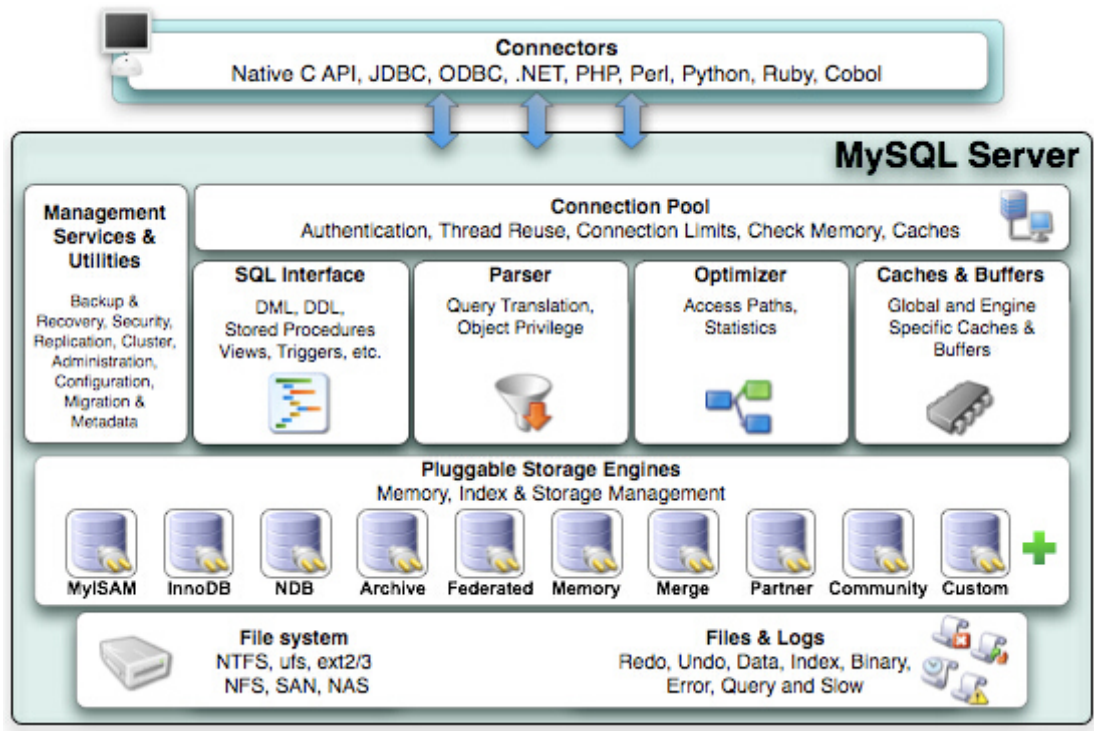 Connectors
Native C API, JDBC, ODBC, .NET, PHP, Perl, Python, Ruby, Cobol
MySQL Server
Management
Services &
Utilities
Backup &
Recovery, Security,
Replication, Cluster,
Administration,
Configuration,
Migration &
Metadata
Connection Pool
Authentication, Thread Reuse, Connection Limits, Check Memory, Caches
SQL Interface
DML, DDL,
Stored Procedures
Views, Triggers, etc.
Parser
Query Translation,
Object Privilege
Optimizer
Access Paths,
Statistics
Caches & Buffers
Global and Engine
Specific Caches &
Buffers
Pluggable Storage Engines
Memory, Index & Storage Management
MyISAM
InnoDB
NDB
Archive
Federated
Memory
Merge
Partner
Community
Custom
File system
NTFS, ufs, ext2/3
NFS, SAN, NAS
Files & Logs
Redo, Undo, Data, Index, Binary,
Error, Query and Slow